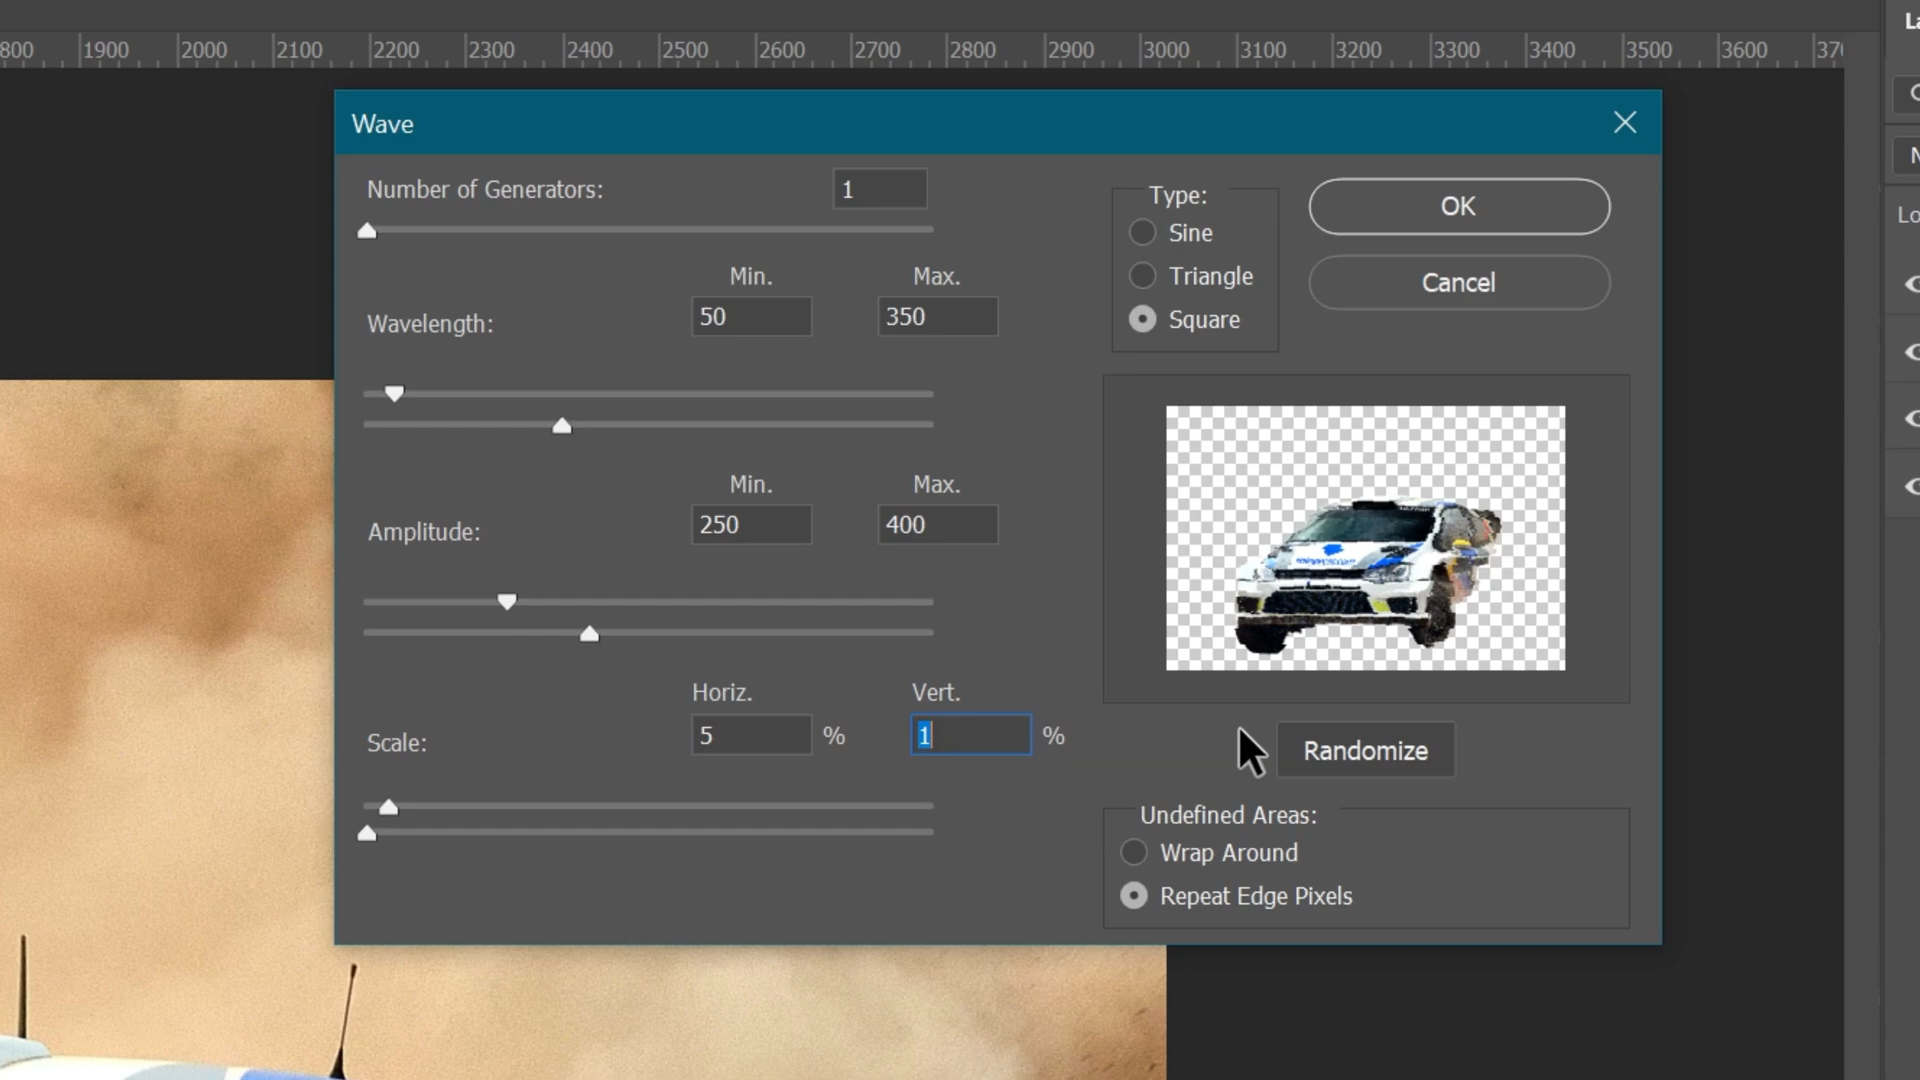 800 1900 2000 2100 2200 2300 2400 2500 2600 2700 2800 2900 3000 3100 3200 3300 3400 3500 3600
Wave
Number of Generators: 1
Min. Max.
Wavelength: 50 350
Min. Max.
Amplitude: 250 400
Horiz. Vert.
Scale: 5 % 1 %
Type:
Sine
Triangle
Square
OK
Cancel
Randomize
Undefined Areas:
Wrap Around
Repeat Edge Pixels
Lo